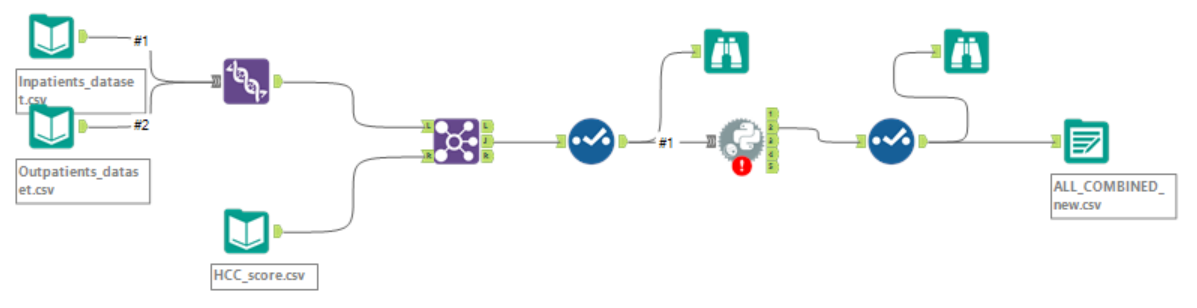 #1
Inpatients_datase
t.csv
#2
Outpatients_datas
et.csv
HCC_score.csv
L
R
L
J
R
#1
1
2
3
4
5
ALL_COMBINED_
new.csv